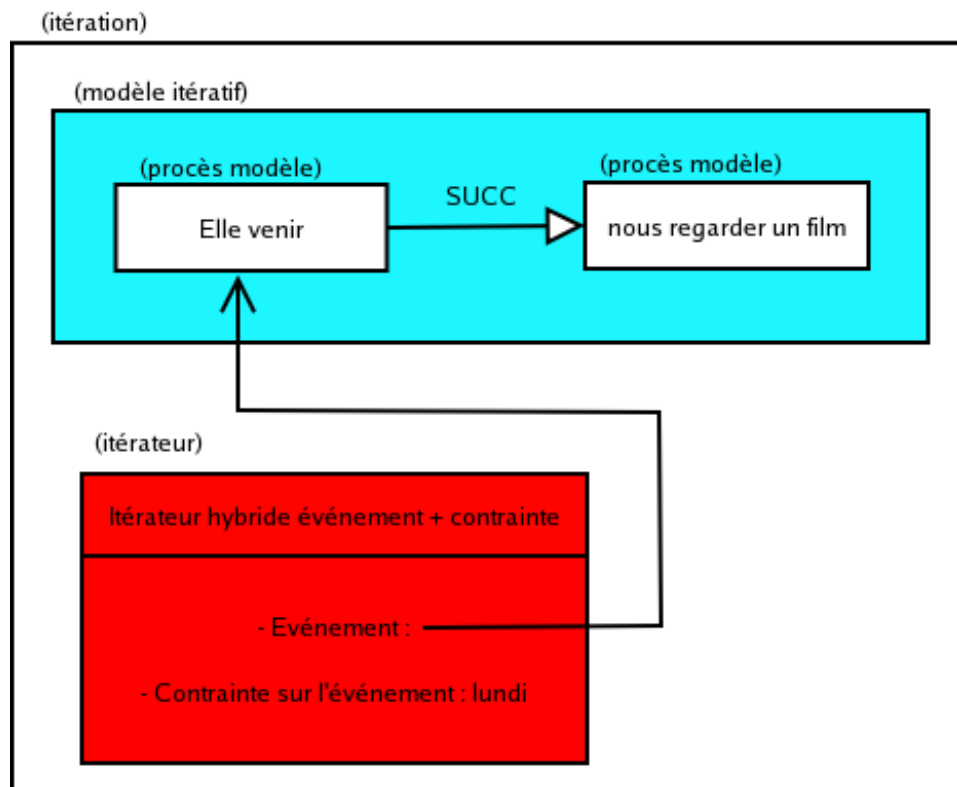 (itération)
(modèle itératif)
(procès modèle)
(procès modèle)
SUCC
Elle venir
nous regarder un film
(itérateur)
Itérateur hybride événement + contrainte
- Evénement :
- Contrainte sur l'événement : lundi